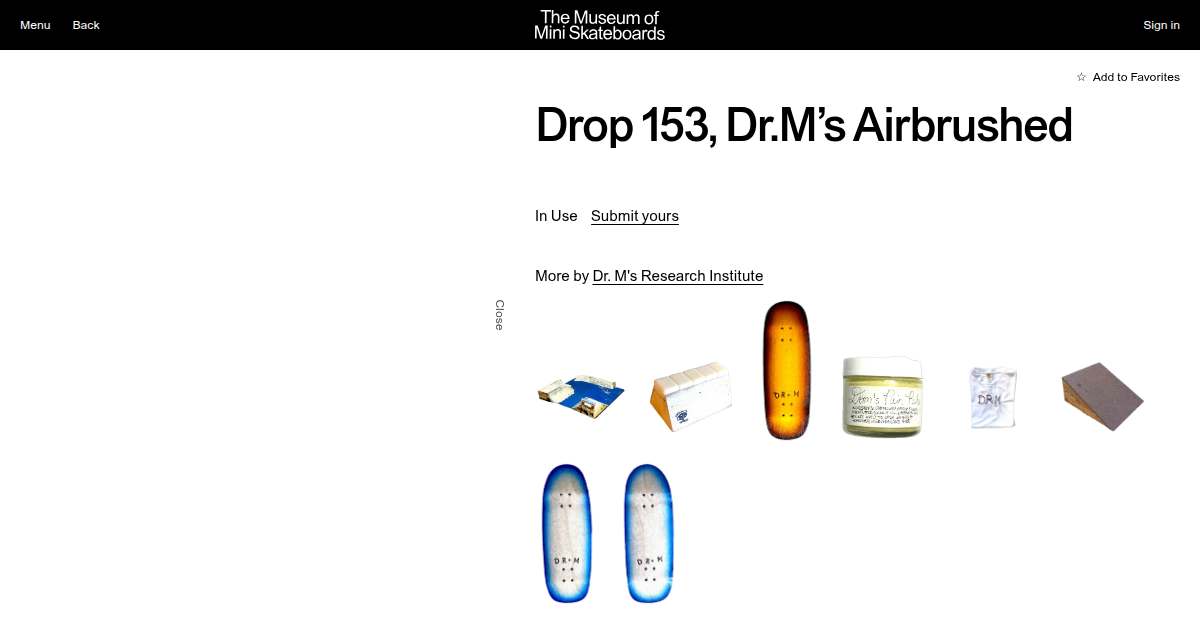 Menu
Back
The Museum of
Mini Skateboards
Sign in
☆ Add to Favorites
Drop 153, Dr.M’s Airbrushed
In Use
Submit yours
More by Dr. M's Research Institute
Close
DR•M
DRM
DR•M
DR•M